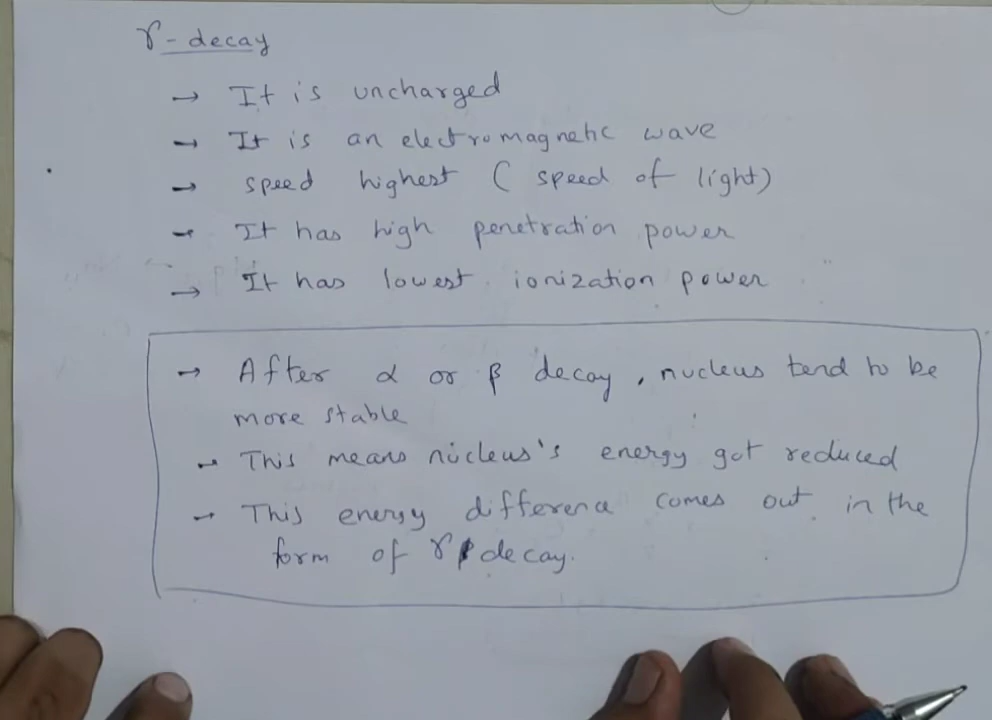 γ-decay
→ It is uncharged
→ It is an electromagnetic wave
→ speed highest ( speed of light)
→ It has high penetration power
→ It has lowest ionization power
→ After α or β decay, nucleus tend to be
more stable
→ This means nucleus's energy got reduced
→ This energy difference comes out in the
form of γ decay.